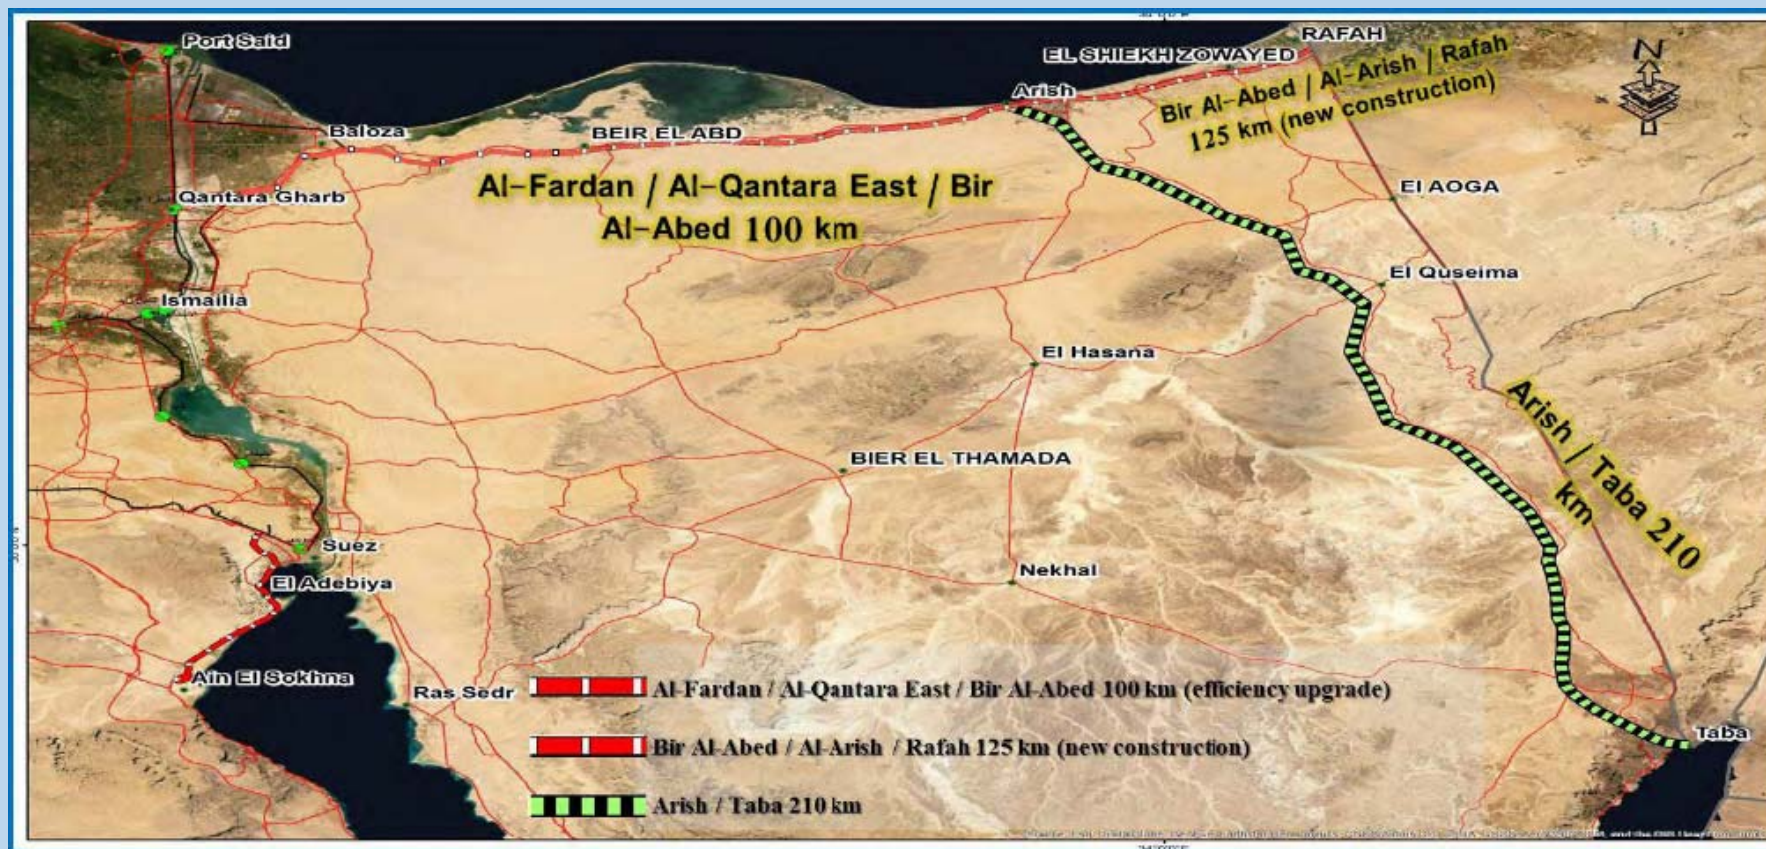 Port Said
RAFAH
EL SHIEKH ZOWAYED
N
Arish
Bir Al-Abed / Al-Arish / Rafah
125 km (new construction)
Baloza
BEIR EL ABD
Al-Fardan / Al-Qantara East / Bir
Al-Abed 100 km
Qantara Gharb
El AOGA
El Quseima
Ismailia
El Hasana
Arish / Taba 210
km
BIER EL THAMADA
Suez
El Adebiya
Nekhal
Ain El Sokhna
Ras Sedr
Taba
Al-Fardan / Al-Qantara East / Bir Al-Abed 100 km (efficiency upgrade)
Bir Al-Abed / Al-Arish / Rafah 125 km (new construction)
Arish / Taba 210 km